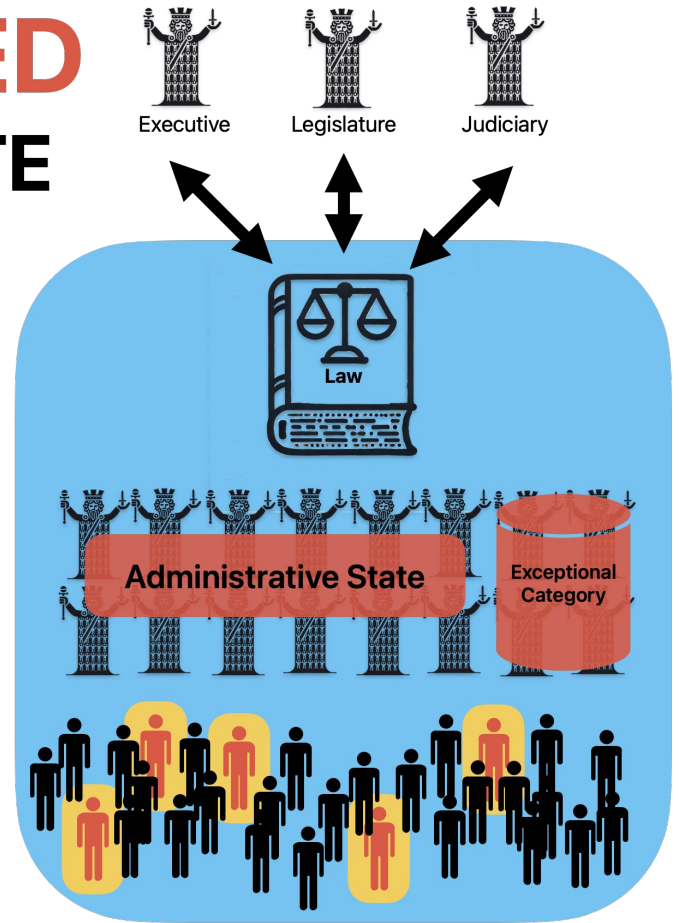 ED
TE
Executive Legislature Judiciary
Law
Administrative State
Exceptional
Category